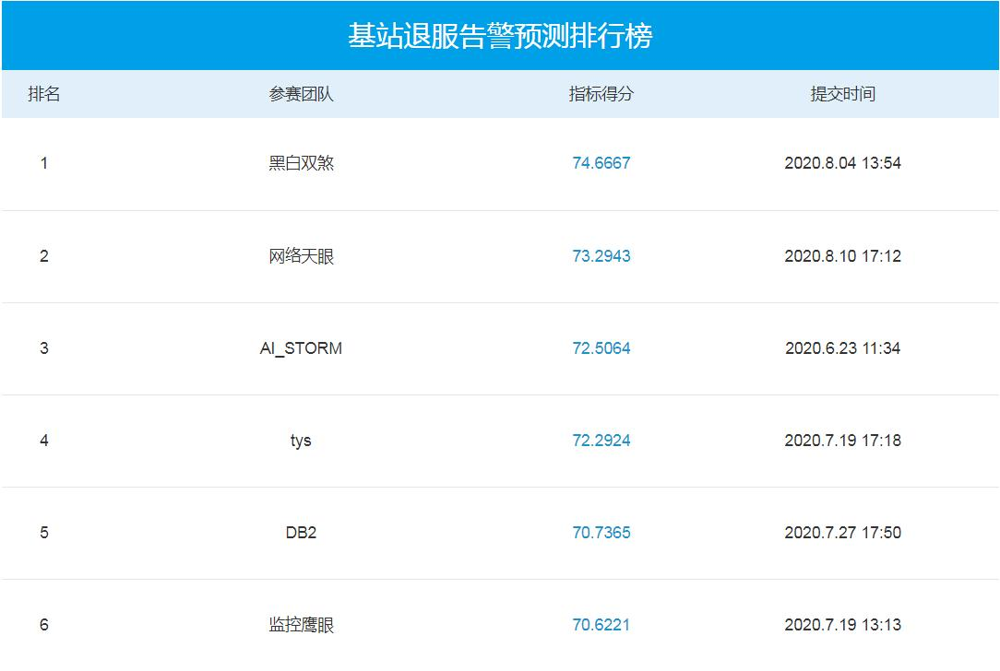 基站退服告警预测排行榜
排名 参赛团队 指标得分 提交时间
1 黑白双煞 74.6667 2020.8.04 13:54
2 网络天眼 73.2943 2020.8.10 17:12
3 AI_STORM 72.5064 2020.6.23 11:34
4 tys 72.2924 2020.7.19 17:18
5 DB2 70.7365 2020.7.27 17:50
6 监控鹰眼 70.6221 2020.7.19 13:13